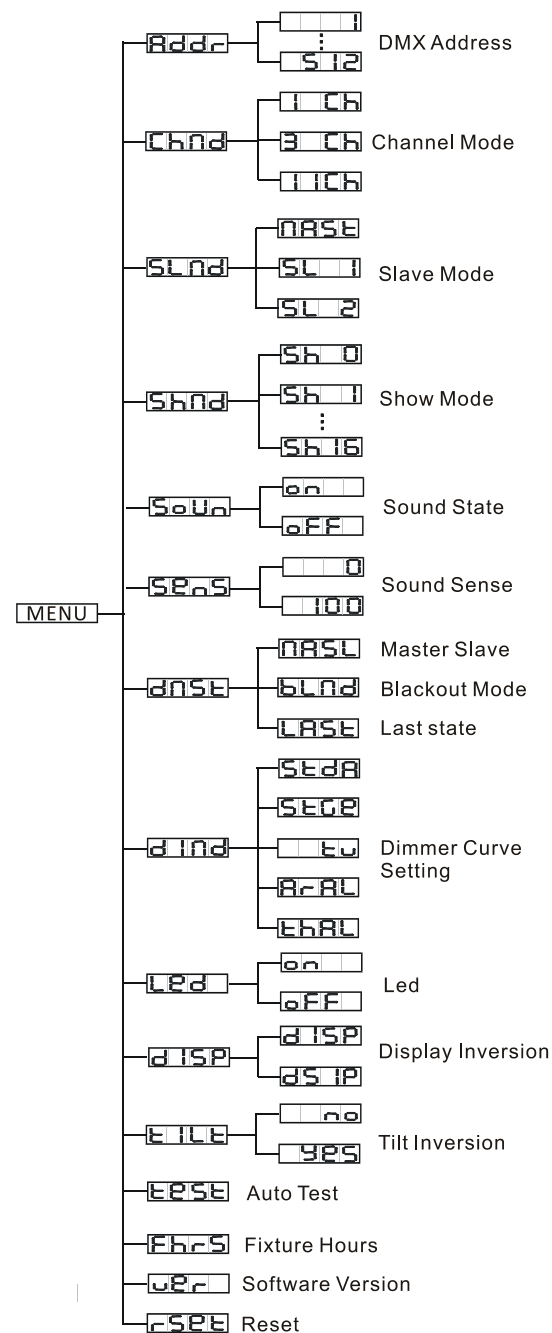 1
Addr
DMX Address
512
1 Ch
ChNd
3 Ch
Channel Mode
11Ch
NASt
SLNd
SL 1
Slave Mode
SL 2
Sh 0
ShNd
Sh 1
Show Mode
Sh16
on
SoUn
Sound State
oFF
0
SenS
Sound Sense
100
MENU
NASL
Master Slave
dNSt
bLNd
Blackout Mode
LASt
Last state
StdA
StGe
dINd
tv
Dimmer Curve
Setting
ArAL
thAL
on
Led
Led
oFF
dISP
dISP
Display Inversion
dSIP
no
tILt
Tilt Inversion
yes
test
Auto Test
FhrS
Fixture Hours
ver
Software Version
rSet
Reset